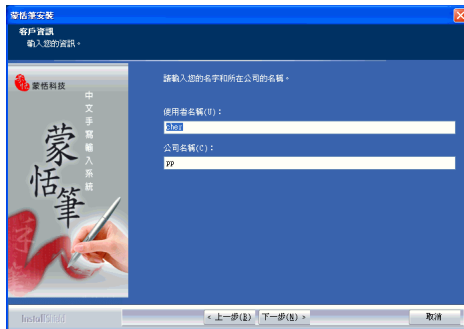 蒙恬筆安裝
客戶資訊
輸入您的資訊。
蒙恬科技
中文手寫輸入系統
蒙恬筆
請輸入您的名字和所在公司的名稱。
使用者名稱(U)：
cher
公司名稱(C)：
pp
InstallShield
< 上一步(B)
下一步(N) >
取消